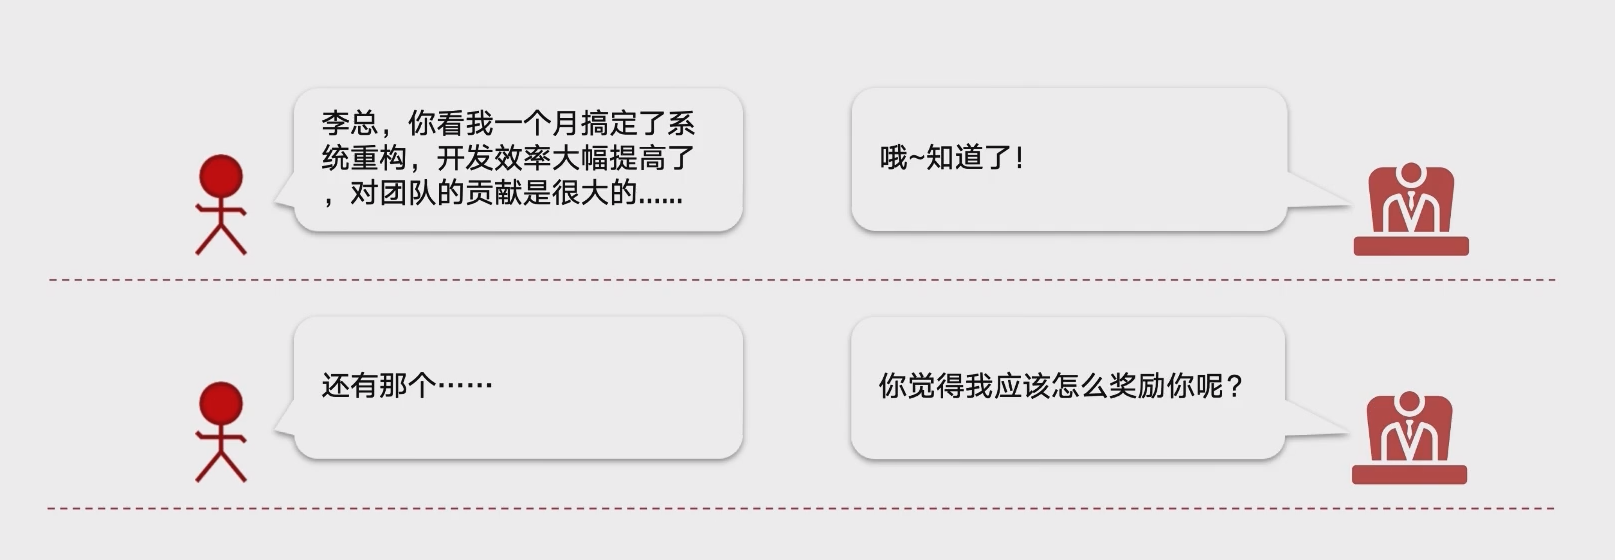 李总，你看我一个月搞定了系
统重构，开发效率大幅提高了
，对团队的贡献是很大的......
哦~知道了!
还有那个……
你觉得我应该怎么奖励你呢？